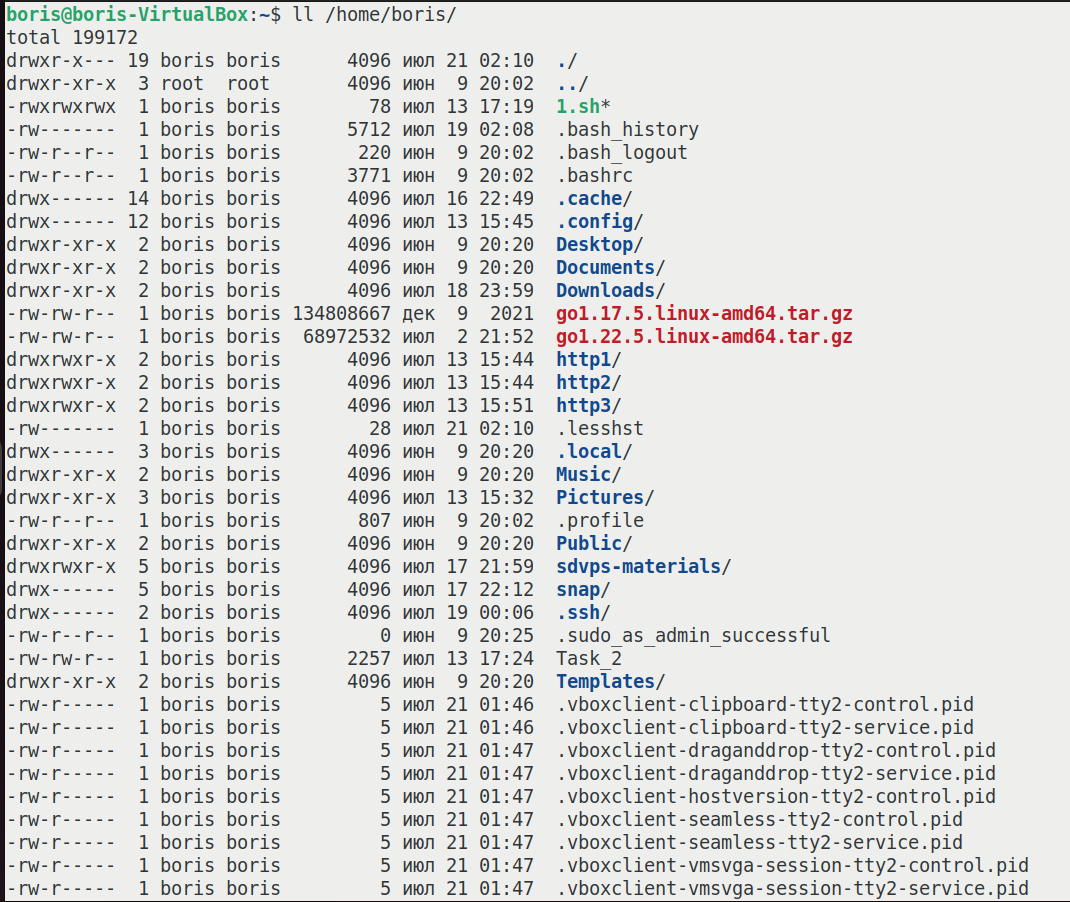 boris@boris-VirtualBox:~$ ll /home/boris/
total 199172
drwxr-x--- 19 boris boris      4096 июл 21 02:10  ./
drwxr-xr-x  3 root  root       4096 июн  9 20:02  ../
-rwxrwxrwx  1 boris boris        78 июл 13 17:19  1.sh*
-rw-------  1 boris boris      5712 июл 19 02:08  .bash_history
-rw-r--r--  1 boris boris       220 июн  9 20:02  .bash_logout
-rw-r--r--  1 boris boris      3771 июн  9 20:02  .bashrc
drwx------ 14 boris boris      4096 июл 16 22:49  .cache/
drwx------ 12 boris boris      4096 июл 13 15:45  .config/
drwxr-xr-x  2 boris boris      4096 июн  9 20:20  Desktop/
drwxr-xr-x  2 boris boris      4096 июн  9 20:20  Documents/
drwxr-xr-x  2 boris boris      4096 июл 18 23:59  Downloads/
-rw-rw-r--  1 boris boris 134808667 дек  9  2021  go1.17.5.linux-amd64.tar.gz
-rw-rw-r--  1 boris boris  68972532 июл  2 21:52  go1.22.5.linux-amd64.tar.gz
drwxrwxr-x  2 boris boris      4096 июл 13 15:44  http1/
drwxrwxr-x  2 boris boris      4096 июл 13 15:44  http2/
drwxrwxr-x  2 boris boris      4096 июл 13 15:51  http3/
-rw-------  1 boris boris        28 июл 21 02:10  .lesshst
drwx------  3 boris boris      4096 июн  9 20:20  .local/
drwxr-xr-x  2 boris boris      4096 июн  9 20:20  Music/
drwxr-xr-x  3 boris boris      4096 июл 13 15:32  Pictures/
-rw-r--r--  1 boris boris       807 июн  9 20:02  .profile
drwxr-xr-x  2 boris boris      4096 июн  9 20:20  Public/
drwxrwxr-x  5 boris boris      4096 июл 17 21:59  sdvps-materials/
drwx------  5 boris boris      4096 июл 17 22:12  snap/
drwx------  2 boris boris      4096 июл 19 00:06  .ssh/
-rw-r--r--  1 boris boris         0 июн  9 20:25  .sudo_as_admin_successful
-rw-rw-r--  1 boris boris      2257 июл 13 17:24  Task_2
drwxr-xr-x  2 boris boris      4096 июн  9 20:20  Templates/
-rw-r-----  1 boris boris         5 июл 21 01:46  .vboxclient-clipboard-tty2-control.pid
-rw-r-----  1 boris boris         5 июл 21 01:46  .vboxclient-clipboard-tty2-service.pid
-rw-r-----  1 boris boris         5 июл 21 01:47  .vboxclient-draganddrop-tty2-control.pid
-rw-r-----  1 boris boris         5 июл 21 01:47  .vboxclient-draganddrop-tty2-service.pid
-rw-r-----  1 boris boris         5 июл 21 01:47  .vboxclient-hostversion-tty2-control.pid
-rw-r-----  1 boris boris         5 июл 21 01:47  .vboxclient-seamless-tty2-control.pid
-rw-r-----  1 boris boris         5 июл 21 01:47  .vboxclient-seamless-tty2-service.pid
-rw-r-----  1 boris boris         5 июл 21 01:47  .vboxclient-vmsvga-session-tty2-control.pid
-rw-r-----  1 boris boris         5 июл 21 01:47  .vboxclient-vmsvga-session-tty2-service.pid